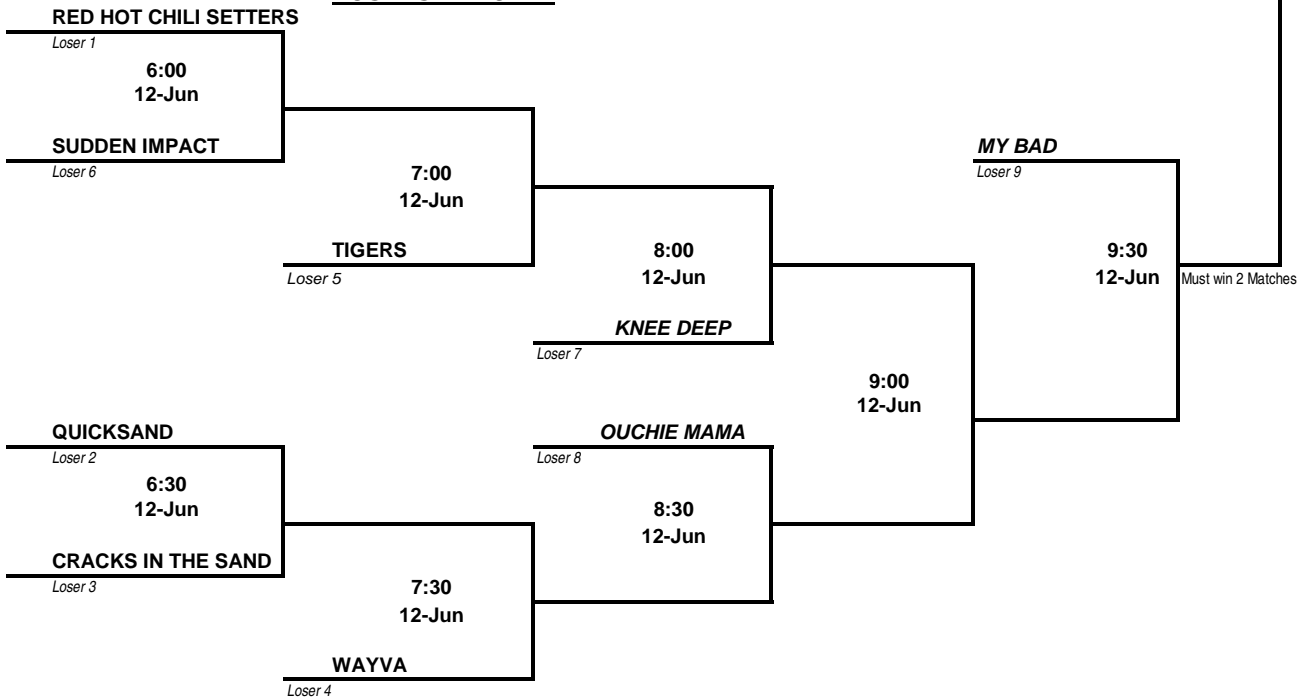 RED HOT CHILI SETTERS
Loser 1
6:00
12-Jun
SUDDEN IMPACT
Loser 6
7:00
12-Jun
TIGERS
Loser 5
8:00
12-Jun
KNEE DEEP
Loser 7
MY BAD
Loser 9
9:30
12-Jun
Must win 2 Matches
9:00
12-Jun
QUICKSAND
Loser 2
6:30
12-Jun
CRACKS IN THE SAND
Loser 3
OUCHIE MAMA
Loser 8
8:30
12-Jun
7:30
12-Jun
WAYVA
Loser 4